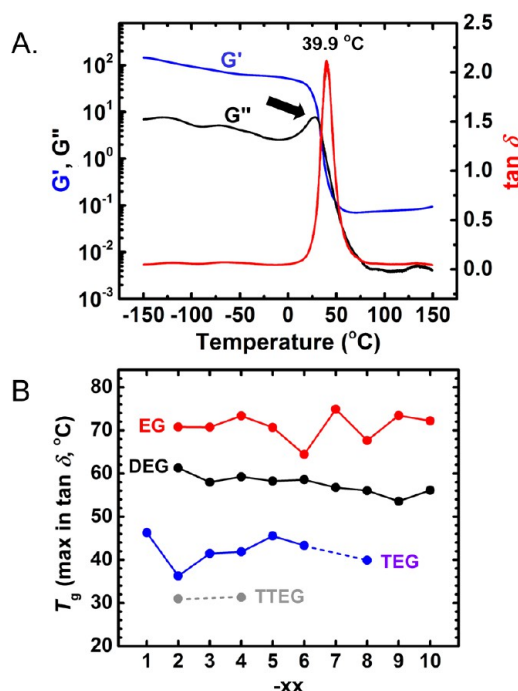 A.
39.9 °C
G'
G"
G', G"
tan δ
10²
10¹
10⁰
10⁻¹
10⁻²
10⁻³
2.5
2.0
1.5
1.0
0.5
0.0
-150 -100 -50 0 50 100 150
Temperature (°C)
B
80
70
60
50
40
30
20
EG
DEG
TEG
TTEG
Tg (max in tan δ, °C)
1 2 3 4 5 6 7 8 9 10
-xx